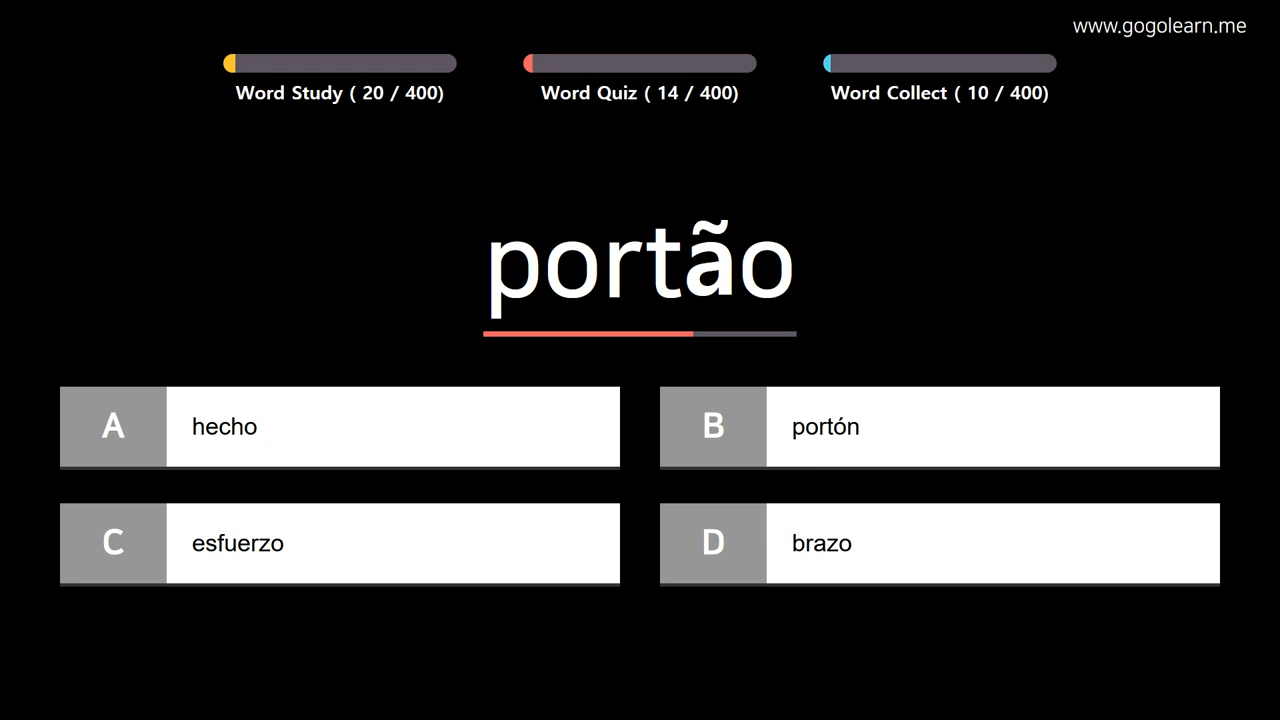 www.gogolearn.me
Word Study ( 20 / 400)
Word Quiz ( 14 / 400)
Word Collect ( 10 / 400)
portão
A hecho
B portón
C esfuerzo
D brazo